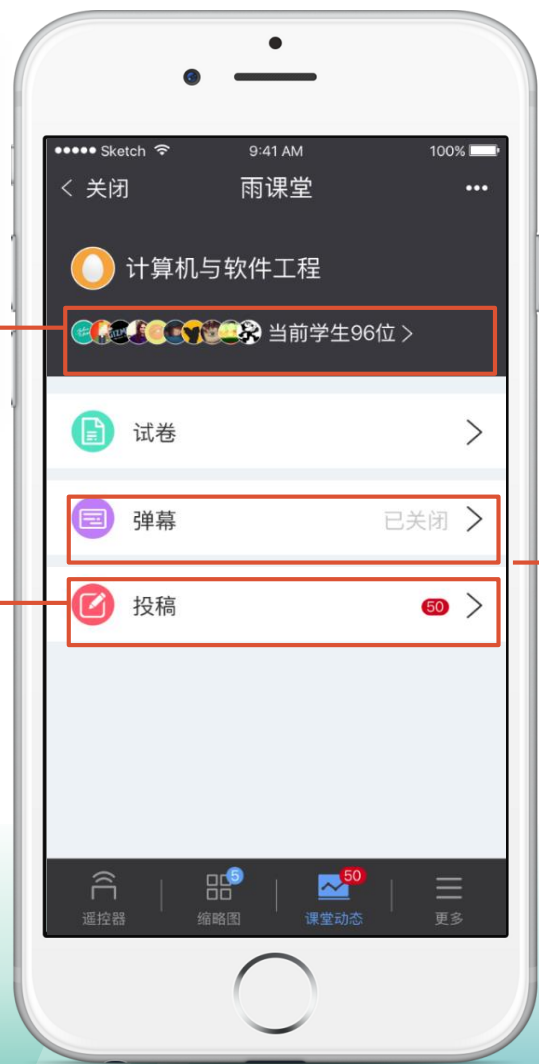 Sketch 9:41 AM 100%
关闭 雨课堂
计算机与软件工程
当前学生96位
试卷
弹幕 已关闭
投稿 50
5 50
遥控器 缩略图 课堂动态 更多